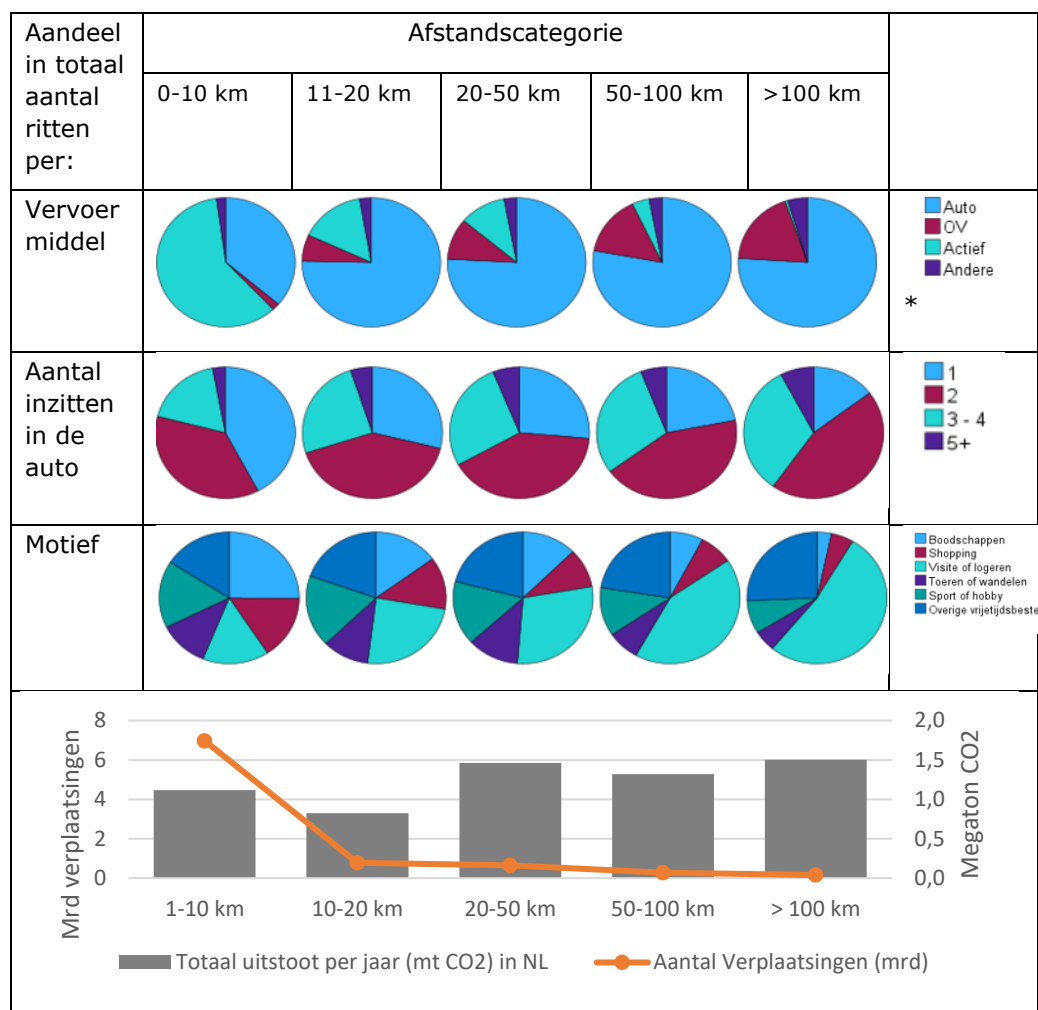 Aandeel
in totaal
aantal
ritten
per:
Afstandscategorie
0-10 km
11-20 km
20-50 km
50-100 km
>100 km
Vervoer
middel
Auto
OV
Actief
Andere
*
Aantal
inzitten
in de
auto
1
2
3 - 4
5+
Motief
Boodschappen
Shopping
Visite of logeren
Toeren of wandelen
Sport of hobby
Overige vrijetijdsbeste
Mrd verplaatsingen
8
6
4
2
0
2,0
1,5
1,0
0,5
0,0
Megaton CO2
1-10 km
10-20 km
20-50 km
50-100 km
> 100 km
Totaal uitstoot per jaar (mt CO2) in NL
Aantal Verplaatsingen (mrd)